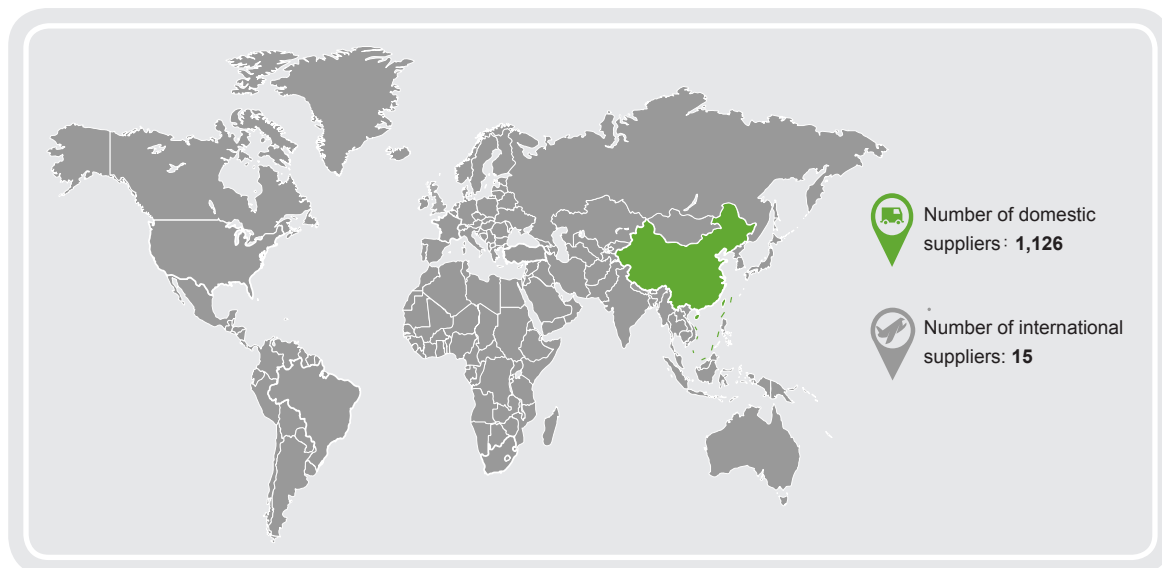 Number of domestic
suppliers: 1,126
Number of international
suppliers: 15